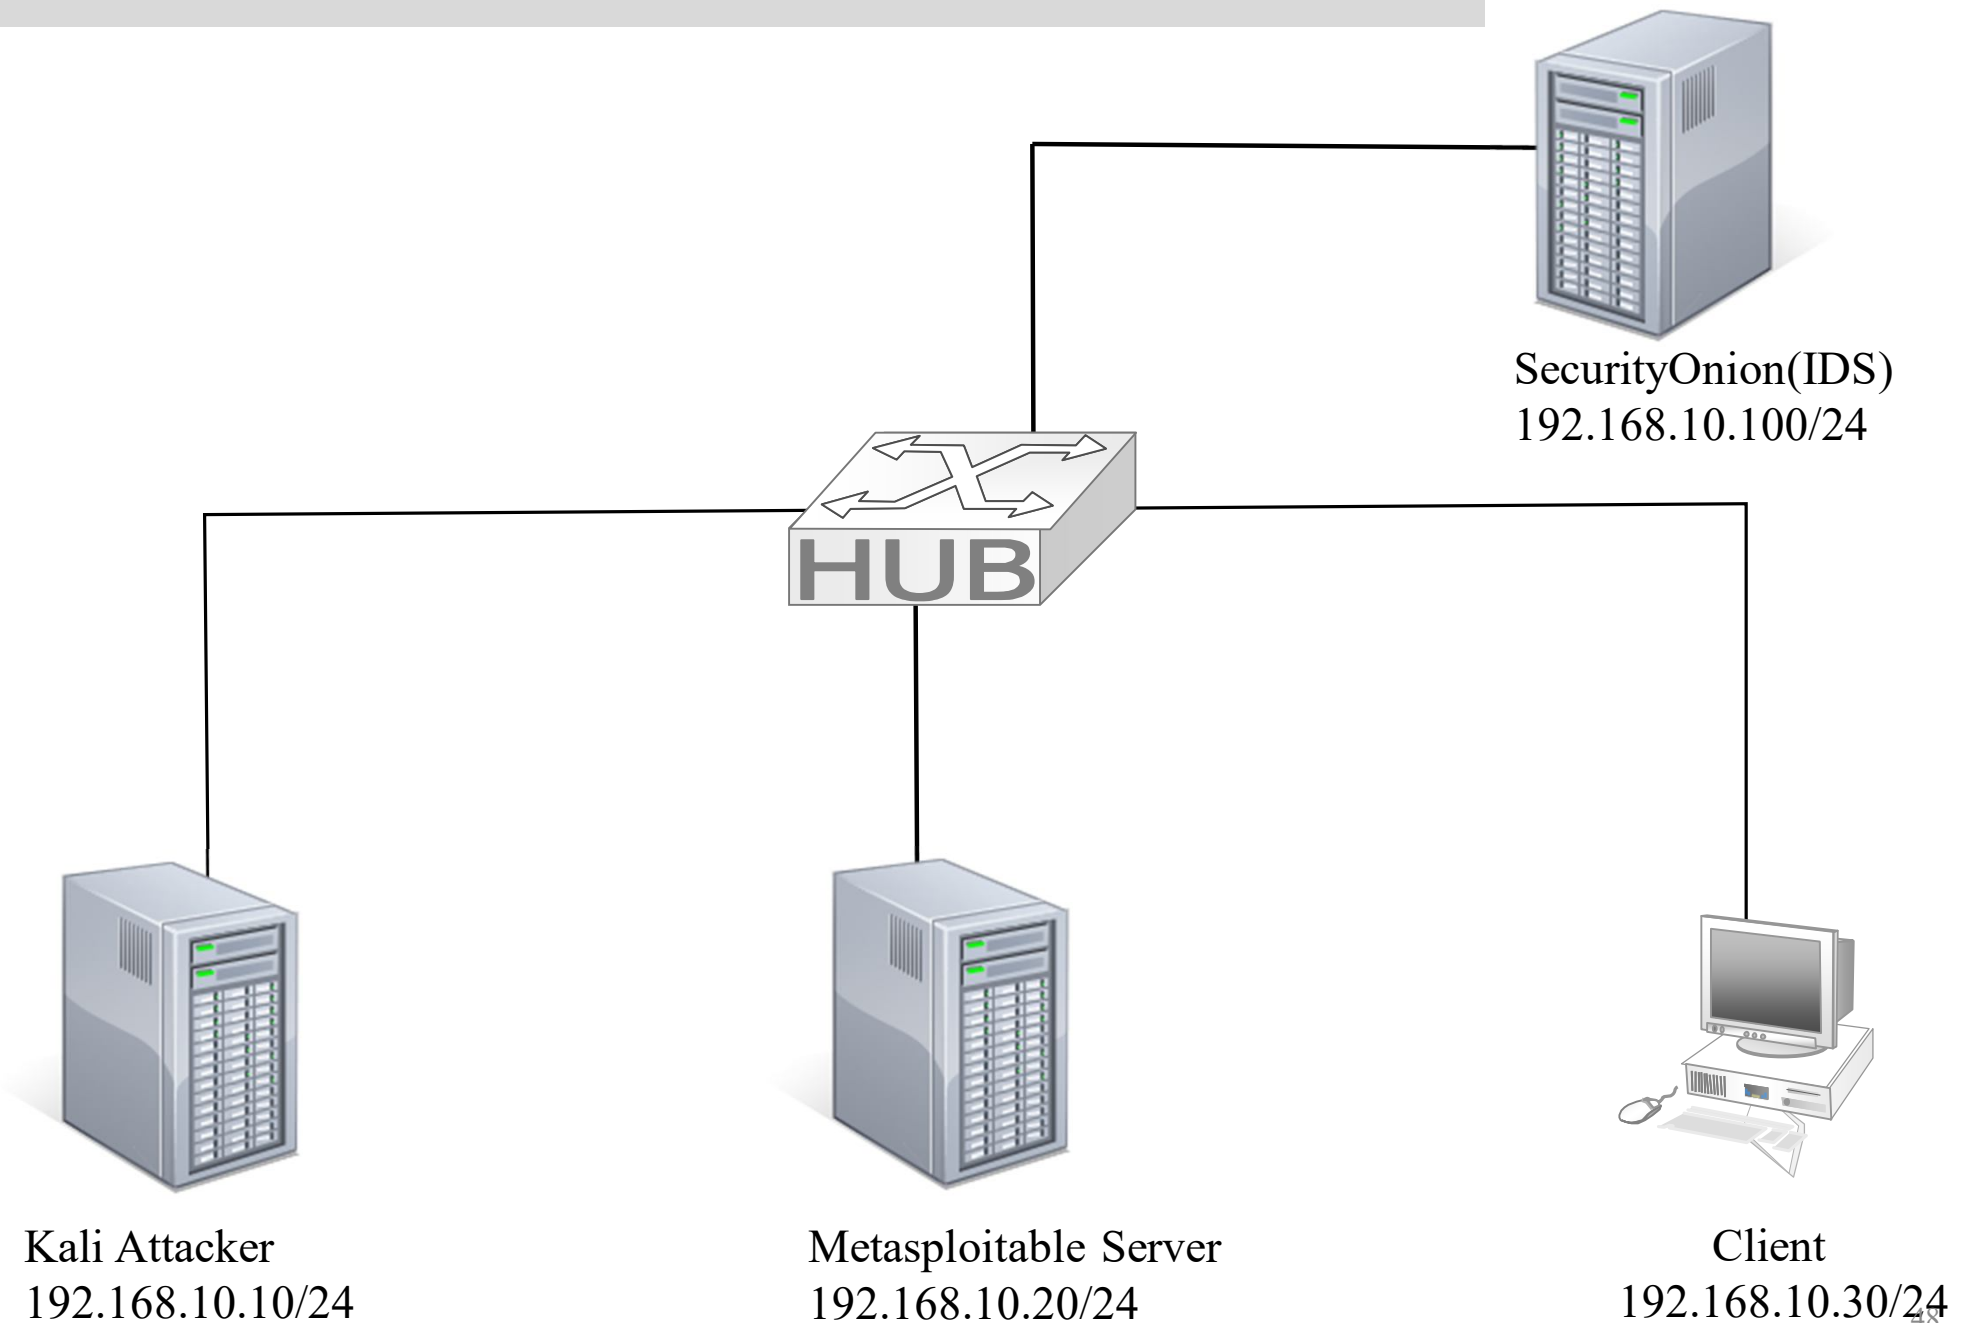 SecurityOnion(IDS)
192.168.10.100/24
HUB
Kali Attacker
192.168.10.10/24
Metasploitable Server
192.168.10.20/24
Client
192.168.10.30/24
48